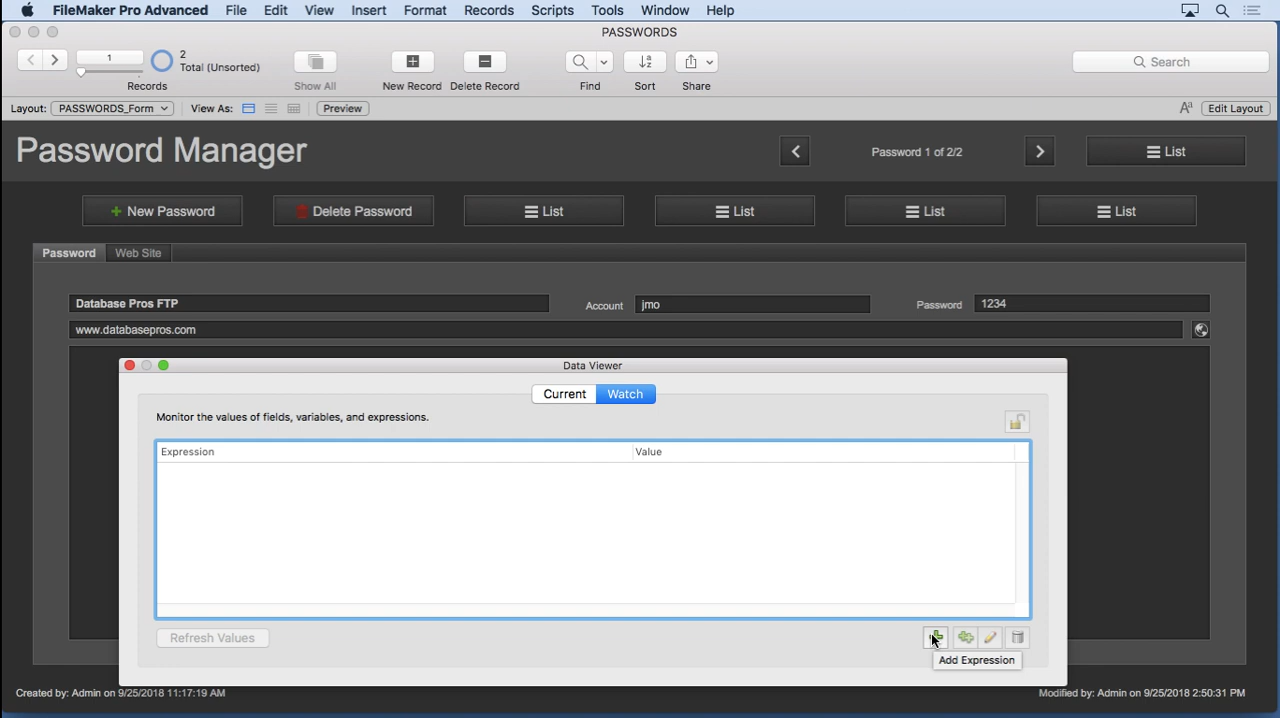 FileMaker Pro Advanced File Edit View Insert Format Records Scripts Tools Window Help
PASSWORDS
1
2
Total (Unsorted)
Search
Records Show All New Record Delete Record Find Sort Share
Layout: PASSWORDS_Form View As: Preview Aa Edit Layout
Password Manager
Password 1 of 2/2
List
New Password Delete Password List List List List
Password Web Site
Database Pros FTP Account jmo Password 1234
www.databasepros.com
Data Viewer
Current Watch
Monitor the values of fields, variables, and expressions.
Expression Value
Refresh Values
Add Expression
Created by: Admin on 9/25/2018 11:17:19 AM Modified by: Admin on 9/25/2018 2:50:31 PM